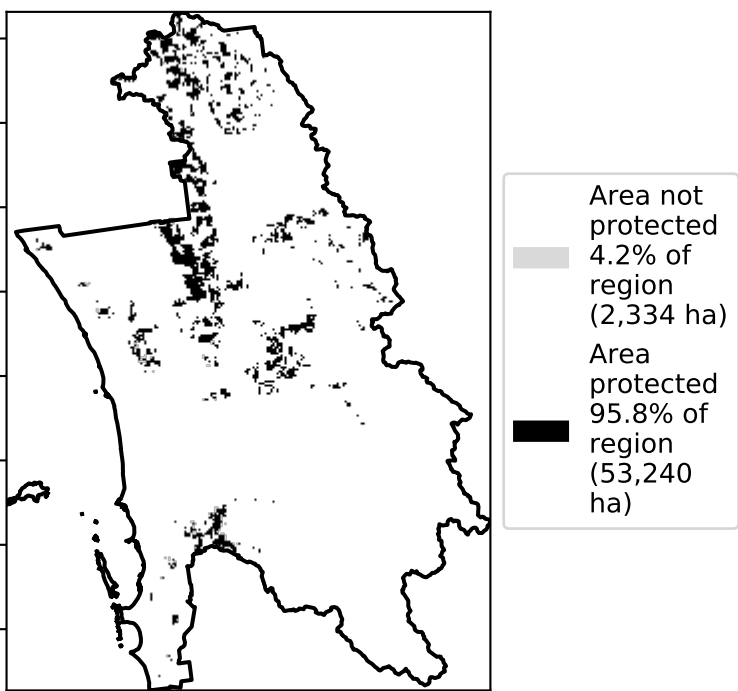 Area not
protected
4.2% of
region
(2,334 ha)
Area
protected
95.8% of
region
(53,240
ha)